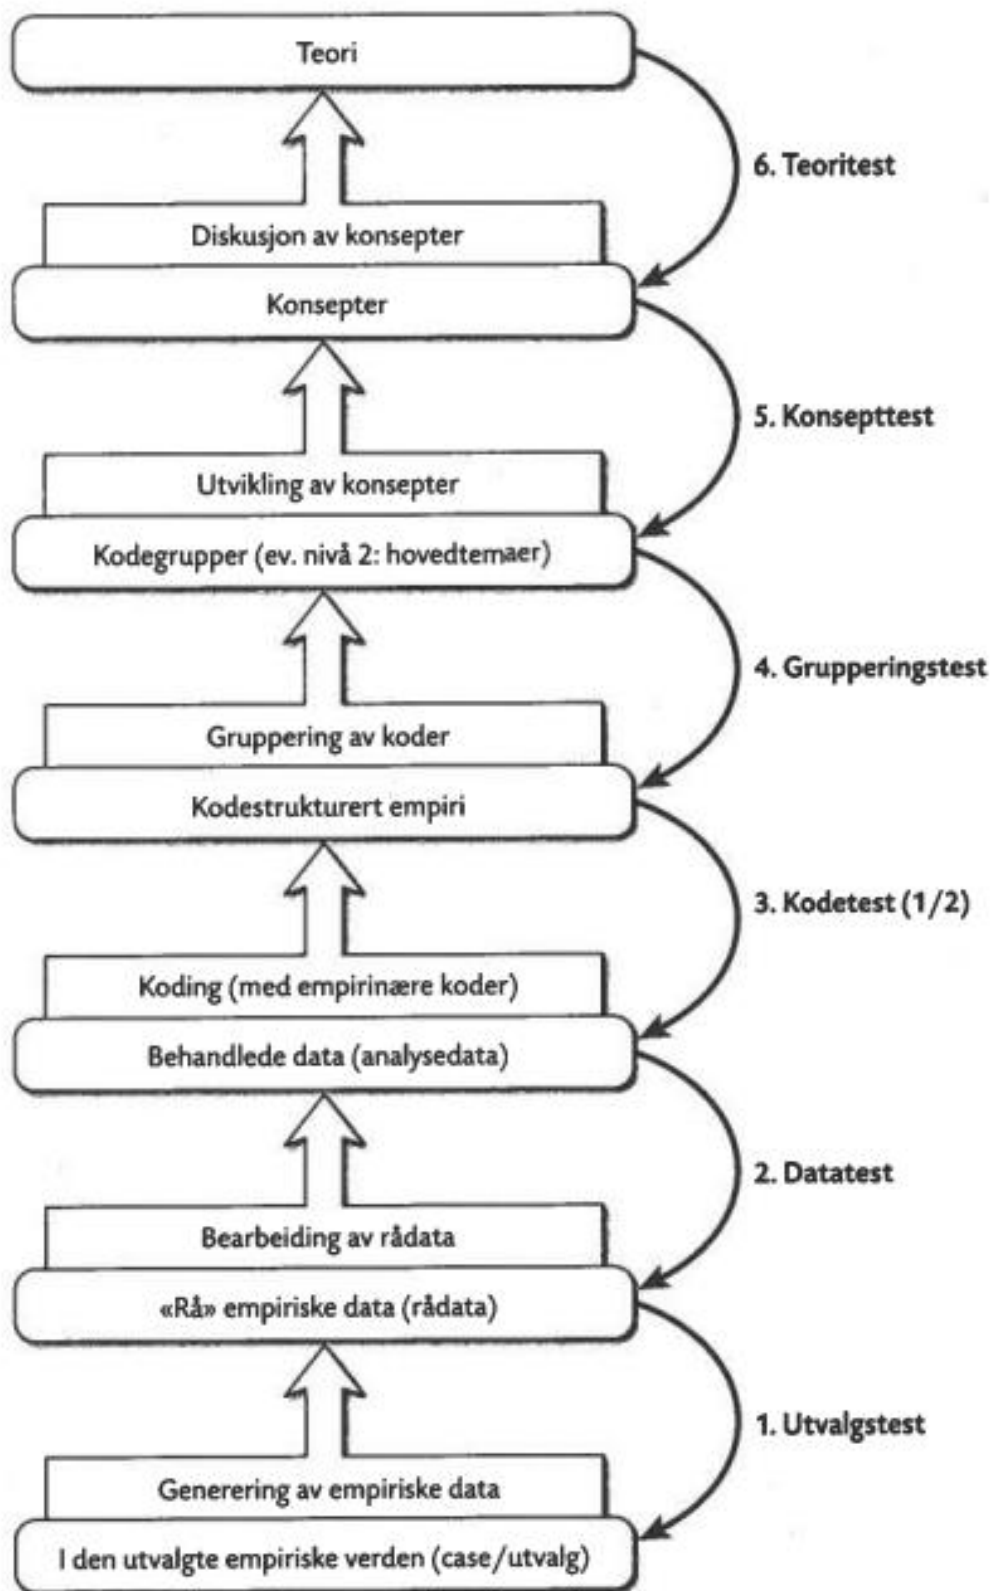 Teori
6. Teoritest
Diskusjon av konsepter
Konsepter
5. Konsepttest
Utvikling av konsepter
Kodegrupper (ev. nivå 2: hovedtemaer)
4. Grupperingstest
Gruppering av koder
Kodestrukturert empiri
3. Kodetest (1/2)
Koding (med empirinære koder)
Behandlede data (analysedata)
2. Datatest
Bearbeiding av rådata
«Rå» empiriske data (rådata)
1. Utvalgstest
Generering av empiriske data
I den utvalgte empiriske verden (case/utvalg)